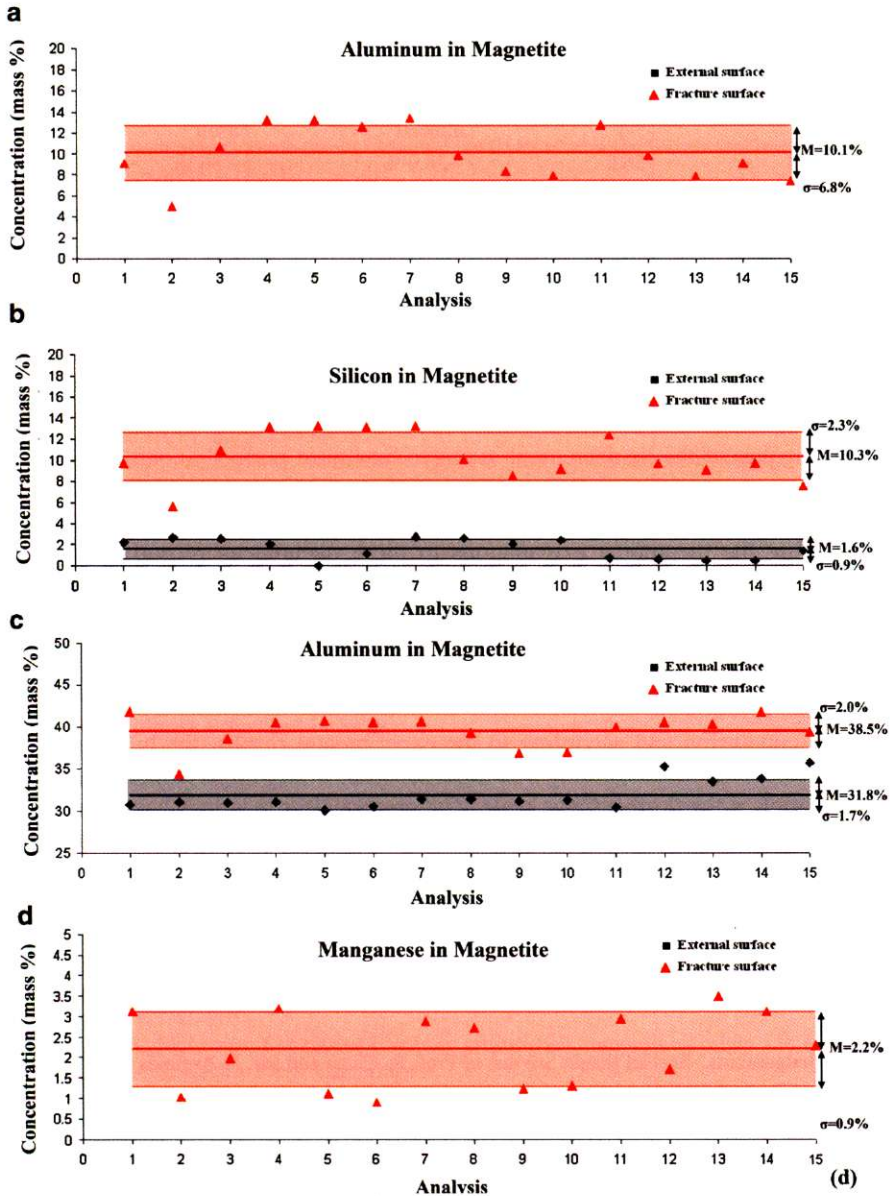 a
Aluminum in Magnetite
External surface
Fracture surface
Concentration (mass %)
20
18
16
14
12
10
8
6
4
2
0
M=10.1%
σ=6.8%
0 1 2 3 4 5 6 7 8 9 10 11 12 13 14 15
Analysis
b
Silicon in Magnetite
External surface
Fracture surface
Concentration (mass %)
20
18
16
14
12
10
8
6
4
2
0
σ=2.3%
M=10.3%
M=1.6%
σ=0.9%
0 1 2 3 4 5 6 7 8 9 10 11 12 13 14 15
Analysis
c
Aluminum in Magnetite
External surface
Fracture surface
Concentration (mass %)
50
45
40
35
30
25
σ=2.0%
M=38.5%
M=31.8%
σ=1.7%
0 1 2 3 4 5 6 7 8 9 10 11 12 13 14 15
Analysis
d
Manganese in Magnetite
External surface
Fracture surface
Concentration (mass %)
5
4.5
4
3.5
3
2.5
2
1.5
1
0.5
0
M=2.2%
σ=0.9%
0 1 2 3 4 5 6 7 8 9 10 11 12 13 14 15
Analysis
(d)